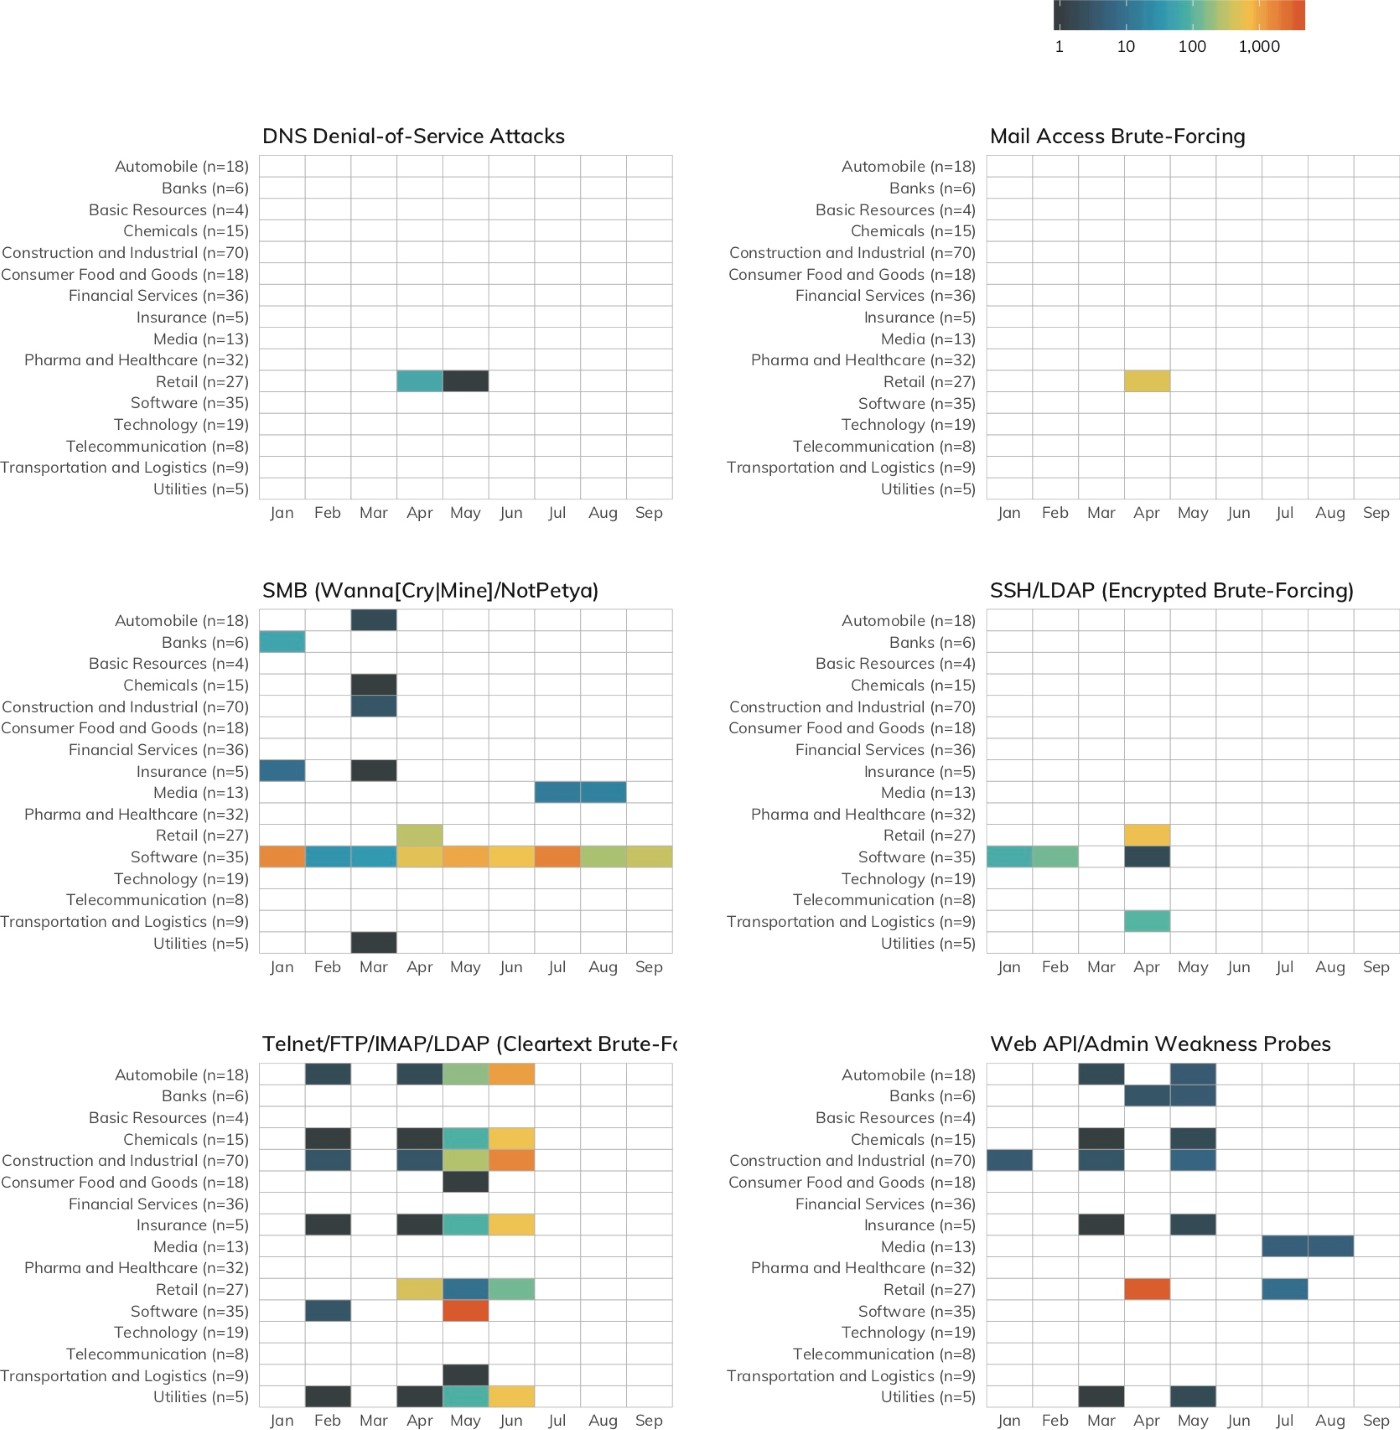 1 10 100 1,000
DNS Denial-of-Service Attacks
Automobile (n=18)
Banks (n=6)
Basic Resources (n=4)
Chemicals (n=15)
Construction and Industrial (n=70)
Consumer Food and Goods (n=18)
Financial Services (n=36)
Insurance (n=5)
Media (n=13)
Pharma and Healthcare (n=32)
Retail (n=27)
Software (n=35)
Technology (n=19)
Telecommunication (n=8)
Transportation and Logistics (n=9)
Utilities (n=5)
Jan Feb Mar Apr May Jun Jul Aug Sep
Mail Access Brute-Forcing
Automobile (n=18)
Banks (n=6)
Basic Resources (n=4)
Chemicals (n=15)
Construction and Industrial (n=70)
Consumer Food and Goods (n=18)
Financial Services (n=36)
Insurance (n=5)
Media (n=13)
Pharma and Healthcare (n=32)
Retail (n=27)
Software (n=35)
Technology (n=19)
Telecommunication (n=8)
Transportation and Logistics (n=9)
Utilities (n=5)
Jan Feb Mar Apr May Jun Jul Aug Sep
SMB (Wanna[Cry|Mine]/NotPetya)
Automobile (n=18)
Banks (n=6)
Basic Resources (n=4)
Chemicals (n=15)
Construction and Industrial (n=70)
Consumer Food and Goods (n=18)
Financial Services (n=36)
Insurance (n=5)
Media (n=13)
Pharma and Healthcare (n=32)
Retail (n=27)
Software (n=35)
Technology (n=19)
Telecommunication (n=8)
Transportation and Logistics (n=9)
Utilities (n=5)
Jan Feb Mar Apr May Jun Jul Aug Sep
SSH/LDAP (Encrypted Brute-Forcing)
Automobile (n=18)
Banks (n=6)
Basic Resources (n=4)
Chemicals (n=15)
Construction and Industrial (n=70)
Consumer Food and Goods (n=18)
Financial Services (n=36)
Insurance (n=5)
Media (n=13)
Pharma and Healthcare (n=32)
Retail (n=27)
Software (n=35)
Technology (n=19)
Telecommunication (n=8)
Transportation and Logistics (n=9)
Utilities (n=5)
Jan Feb Mar Apr May Jun Jul Aug Sep
Telnet/FTP/IMAP/LDAP (Cleartext Brute-Fo
Automobile (n=18)
Banks (n=6)
Basic Resources (n=4)
Chemicals (n=15)
Construction and Industrial (n=70)
Consumer Food and Goods (n=18)
Financial Services (n=36)
Insurance (n=5)
Media (n=13)
Pharma and Healthcare (n=32)
Retail (n=27)
Software (n=35)
Technology (n=19)
Telecommunication (n=8)
Transportation and Logistics (n=9)
Utilities (n=5)
Jan Feb Mar Apr May Jun Jul Aug Sep
Web API/Admin Weakness Probes
Automobile (n=18)
Banks (n=6)
Basic Resources (n=4)
Chemicals (n=15)
Construction and Industrial (n=70)
Consumer Food and Goods (n=18)
Financial Services (n=36)
Insurance (n=5)
Media (n=13)
Pharma and Healthcare (n=32)
Retail (n=27)
Software (n=35)
Technology (n=19)
Telecommunication (n=8)
Transportation and Logistics (n=9)
Utilities (n=5)
Jan Feb Mar Apr May Jun Jul Aug Sep